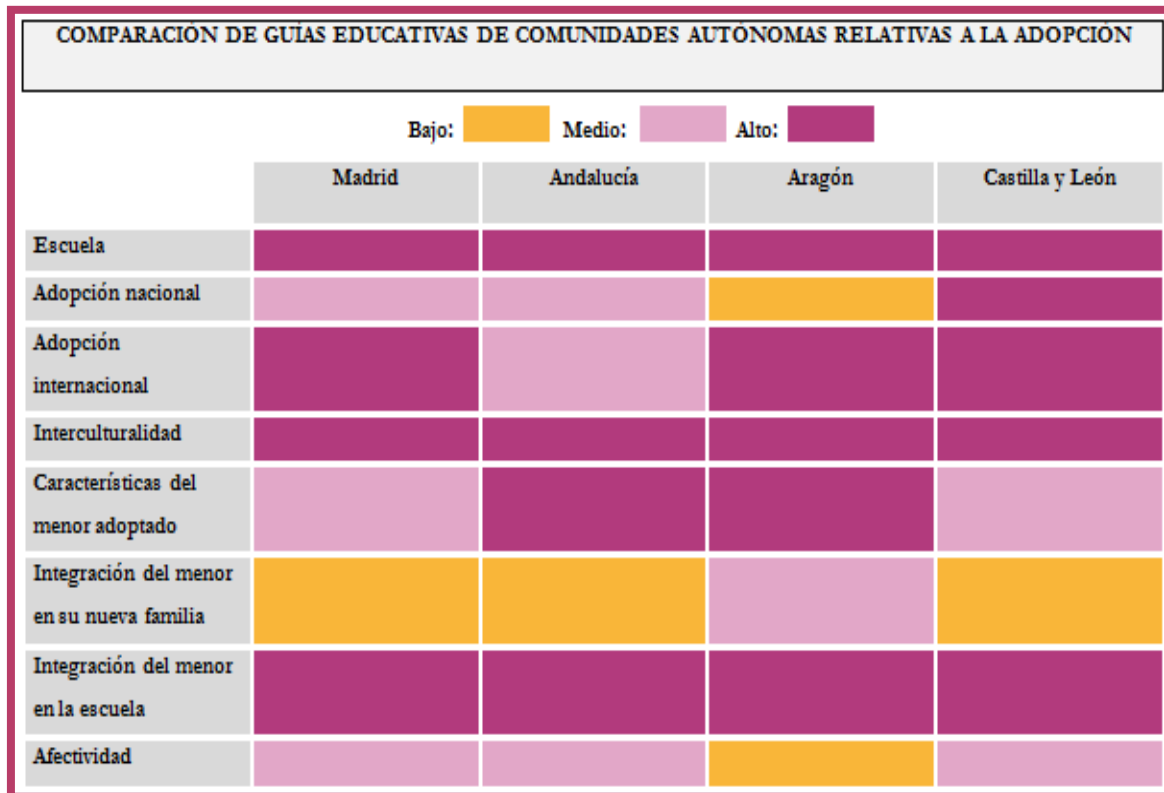 COMPARACIÓN DE GUÍAS EDUCATIVAS DE COMUNIDADES AUTÓNOMAS RELATIVAS A LA ADOPCIÓN
Bajo: Medio: Alto:
Madrid Andalucía Aragón Castilla y León
Escuela
Adopción nacional
Adopción
internacional
Interculturalidad
Características del
menor adoptado
Integración del menor
en su nueva familia
Integración del menor
en la escuela
Afectividad